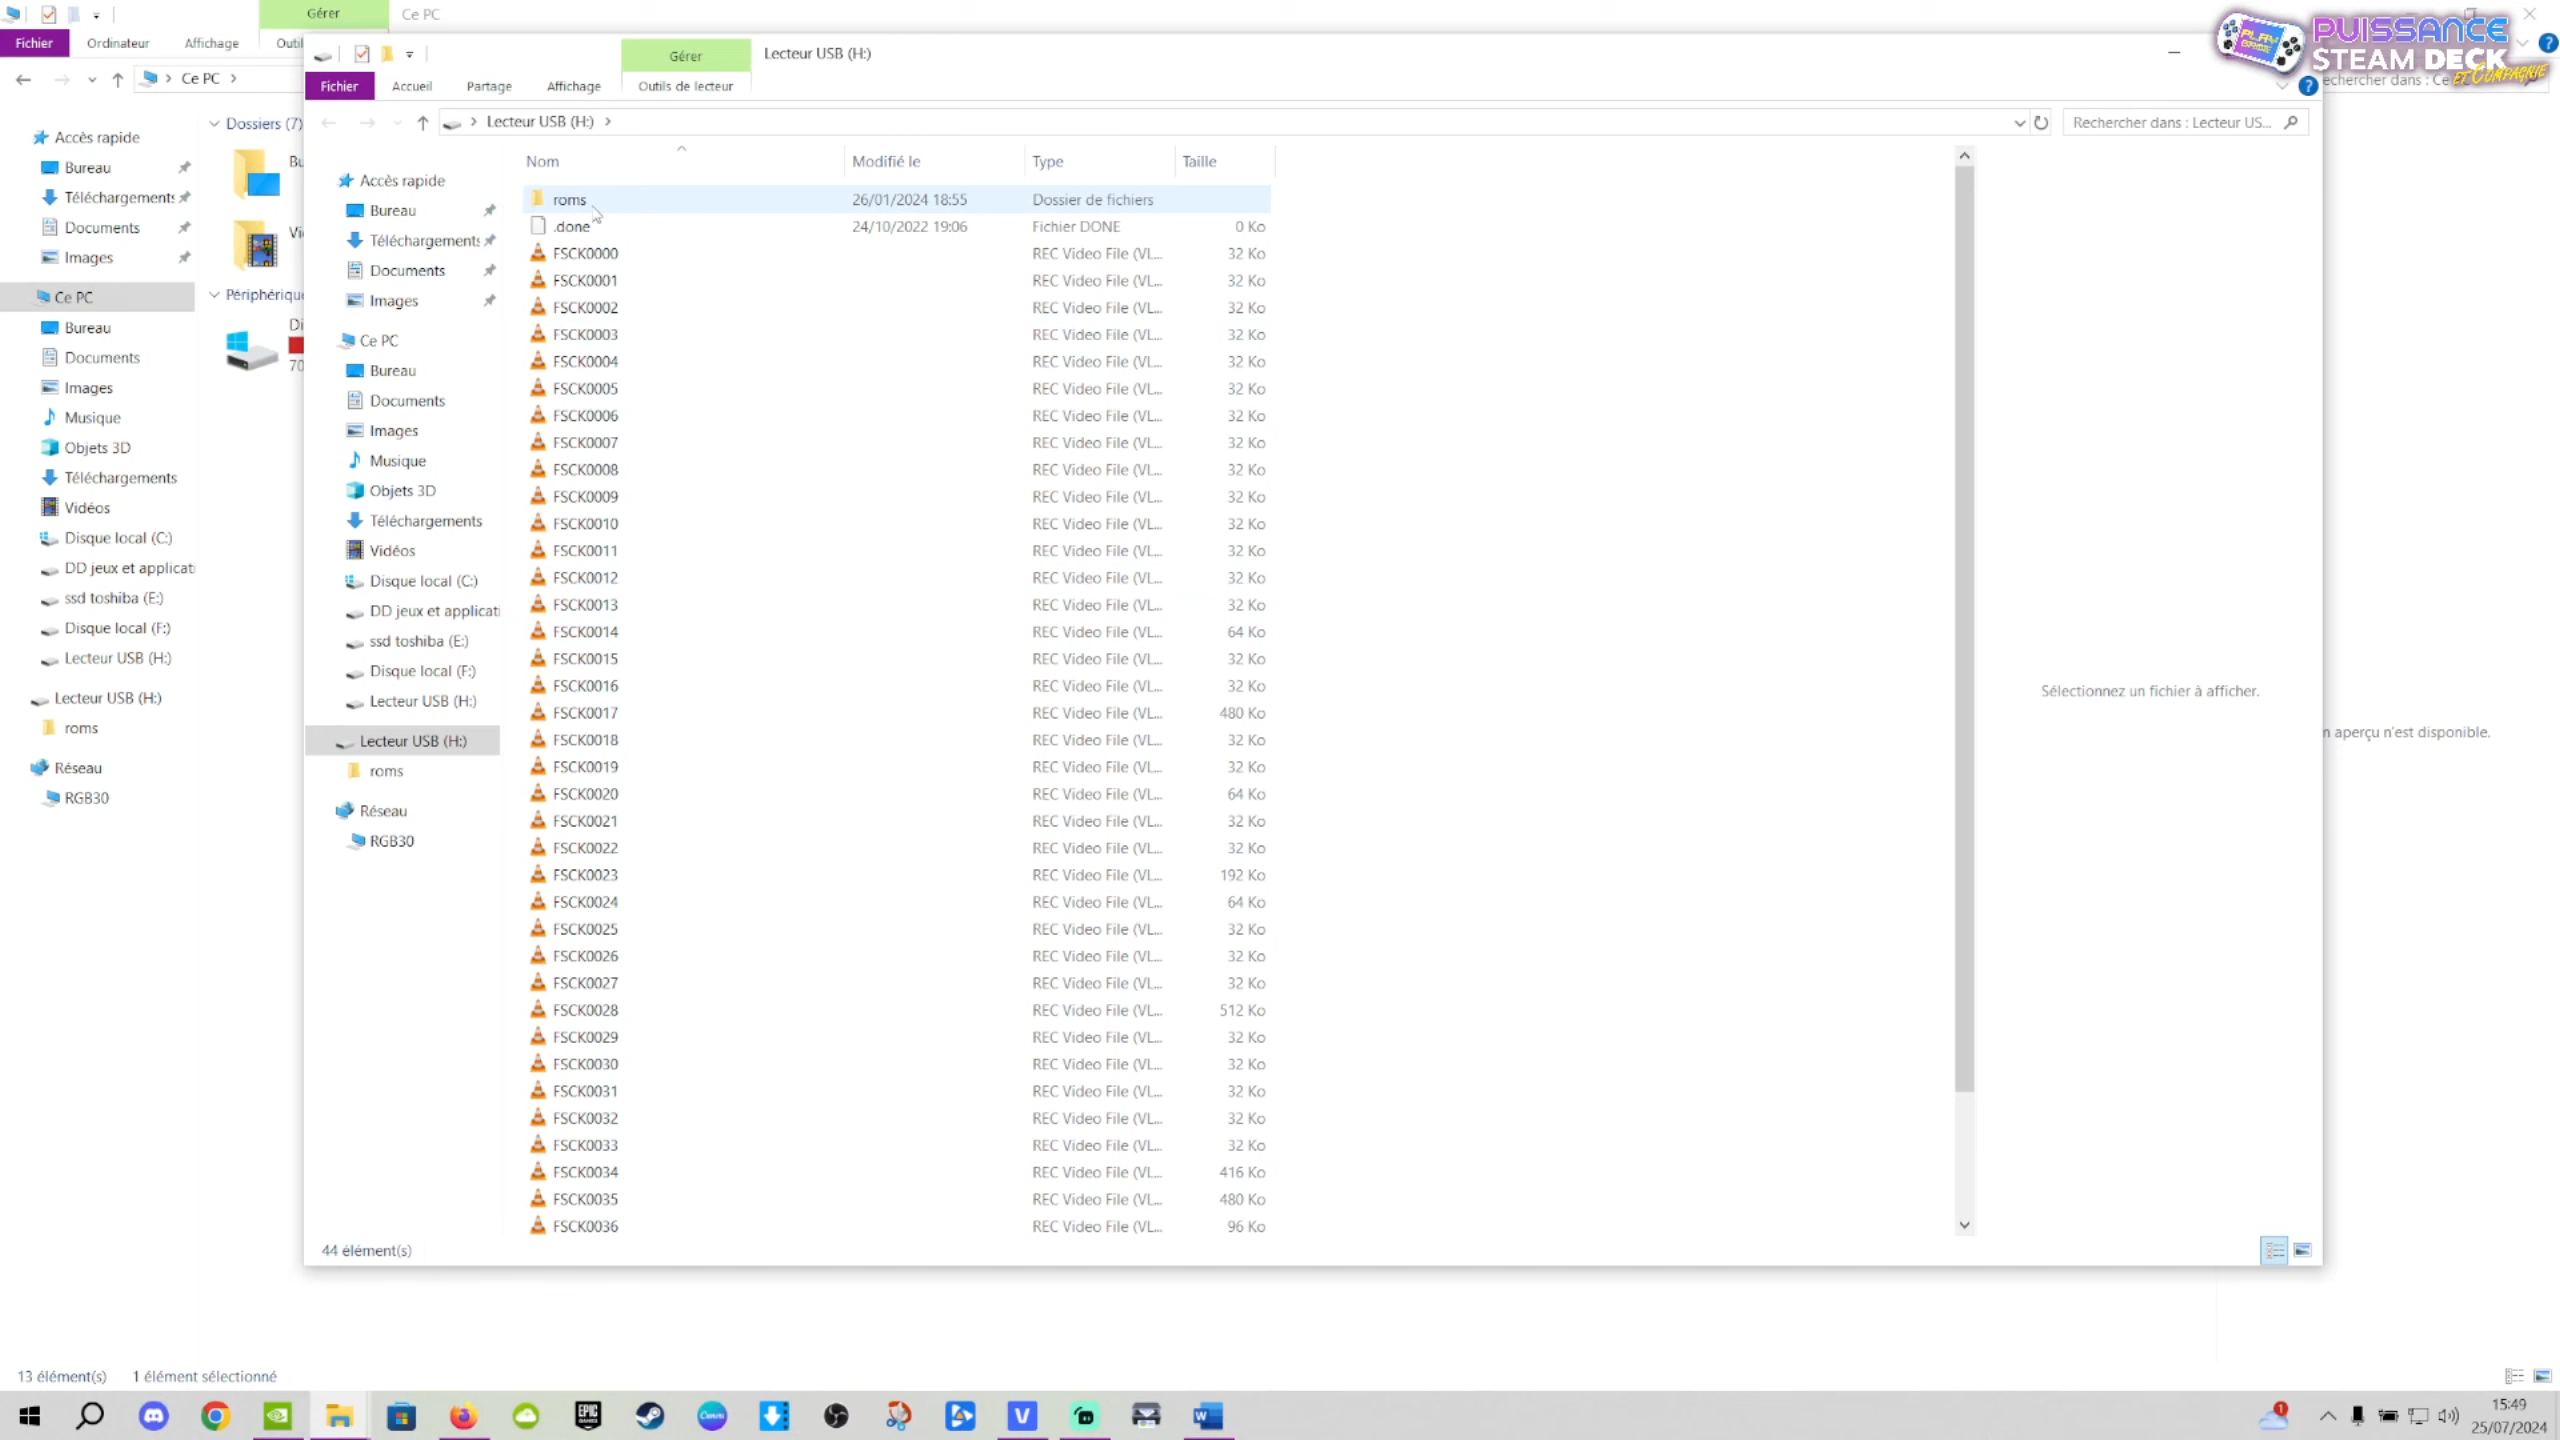 Gérer
Ce PC
Fichier
Ordinateur
Affichage
Ce PC
Accès rapide
Bureau
Téléchargements
Documents
Images
Ce PC
Bureau
Documents
Images
Musique
Objets 3D
Téléchargements
Vidéos
Disque local (C:)
DD jeux et applicati
ssd toshiba (E:)
Disque local (F:)
Lecteur USB (H:)
Lecteur USB (H:)
roms
Réseau
RGB30
Dossiers (7)
13 élément(s)
1 élément sélectionné
Gérer
Lecteur USB (H:)
Fichier
Accueil
Partage
Affichage
Outils de lecteur
Lecteur USB (H:)
Rechercher dans : Lecteur US...
Accès rapide
Bureau
Téléchargements
Documents
Images
Ce PC
Bureau
Documents
Images
Musique
Objets 3D
Téléchargements
Vidéos
Disque local (C:)
DD jeux et applicati
ssd toshiba (E:)
Disque local (F:)
Lecteur USB (H:)
Lecteur USB (H:)
roms
Réseau
RGB30
Nom Modifié le Type Taille
roms 26/01/2024 18:55 Dossier de fichiers
.done 24/10/2022 19:06 Fichier DONE 0 Ko
FSCK0000 REC Video File (VL... 32 Ko
FSCK0001 REC Video File (VL... 32 Ko
FSCK0002 REC Video File (VL... 32 Ko
FSCK0003 REC Video File (VL... 32 Ko
FSCK0004 REC Video File (VL... 32 Ko
FSCK0005 REC Video File (VL... 32 Ko
FSCK0006 REC Video File (VL... 32 Ko
FSCK0007 REC Video File (VL... 32 Ko
FSCK0008 REC Video File (VL... 32 Ko
FSCK0009 REC Video File (VL... 32 Ko
FSCK0010 REC Video File (VL... 32 Ko
FSCK0011 REC Video File (VL... 32 Ko
FSCK0012 REC Video File (VL... 32 Ko
FSCK0013 REC Video File (VL... 32 Ko
FSCK0014 REC Video File (VL... 64 Ko
FSCK0015 REC Video File (VL... 32 Ko
FSCK0016 REC Video File (VL... 32 Ko
FSCK0017 REC Video File (VL... 480 Ko
FSCK0018 REC Video File (VL... 32 Ko
FSCK0019 REC Video File (VL... 32 Ko
FSCK0020 REC Video File (VL... 64 Ko
FSCK0021 REC Video File (VL... 32 Ko
FSCK0022 REC Video File (VL... 32 Ko
FSCK0023 REC Video File (VL... 192 Ko
FSCK0024 REC Video File (VL... 64 Ko
FSCK0025 REC Video File (VL... 32 Ko
FSCK0026 REC Video File (VL... 32 Ko
FSCK0027 REC Video File (VL... 32 Ko
FSCK0028 REC Video File (VL... 512 Ko
FSCK0029 REC Video File (VL... 32 Ko
FSCK0030 REC Video File (VL... 32 Ko
FSCK0031 REC Video File (VL... 32 Ko
FSCK0032 REC Video File (VL... 32 Ko
FSCK0033 REC Video File (VL... 32 Ko
FSCK0034 REC Video File (VL... 416 Ko
FSCK0035 REC Video File (VL... 480 Ko
FSCK0036 REC Video File (VL... 96 Ko
44 élément(s)
Sélectionnez un fichier à afficher.
aperçu n'est disponible.
PUISSANCE
STEAM DECK
ET COMPAGNIE
15:49
25/07/2024